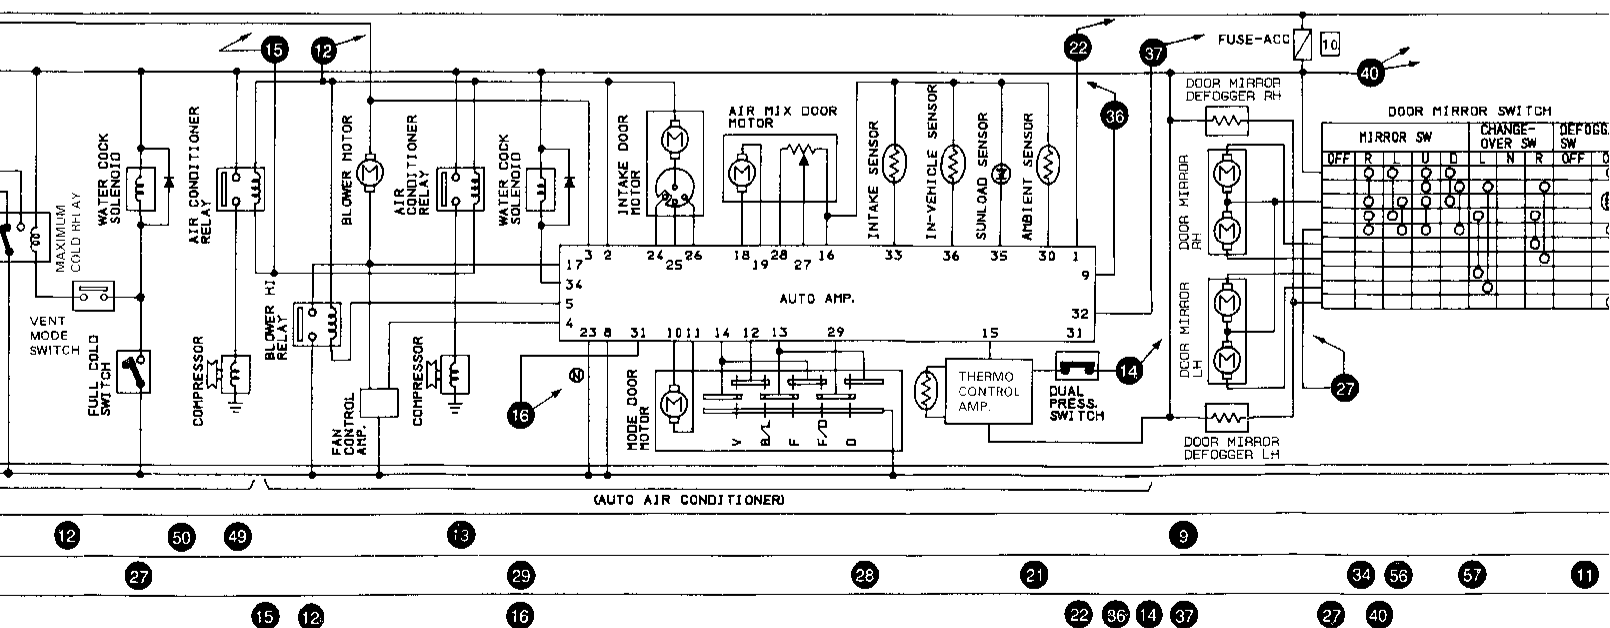 15
12
22
37
FUSE-ACC
10
40
36
DOOR MIRROR
DEFOGGER RH
DOOR MIRROR SWITCH
MIRROR SW
CHANGE-
OVER SW
DEFOGG.
SW
OFF R L U D L N R OFF
WATER COCK
SOLENOID
AIR CONDITIONER
RELAY
BLOWER MOTOR
M
AIR
CONDITIONER
RELAY
WATER COCK
SOLENOID
INTAKE DOOR
MOTOR
M
AIR MIX DOOR
MOTOR
M
INTAKE SENSOR
IN-VEHICLE SENSOR
SUNLOAD SENSOR
AMBIENT SENSOR
DOOR MIRROR
RH
M
M
MAXIMUM
COLD RELAY
VENT
MODE
SWITCH
FULL COLD
SWITCH
COMPRESSOR
BLOWER HI
RELAY
FAN
CONTROL
AMP.
COMPRESSOR
3 2 24 25 26 18 19 28 27 16 33 36 35 30 1
17
34
5
4
9
32
31
AUTO AMP.
23 8 31 10 11 14 12 13 29 15
N
16
MODE DOOR
MOTOR
M
V B/L F F/D D
THERMO
CONTROL
AMP.
DUAL
PRESS.
SWITCH
14
DOOR MIRROR
LH
M
M
27
DOOR MIRROR
DEFOGGER LH
(AUTO AIR CONDITIONER)
12 50 49 13 9
27 29 28 21 34 56 57 11
15 12 16 22 36 14 37 27 40